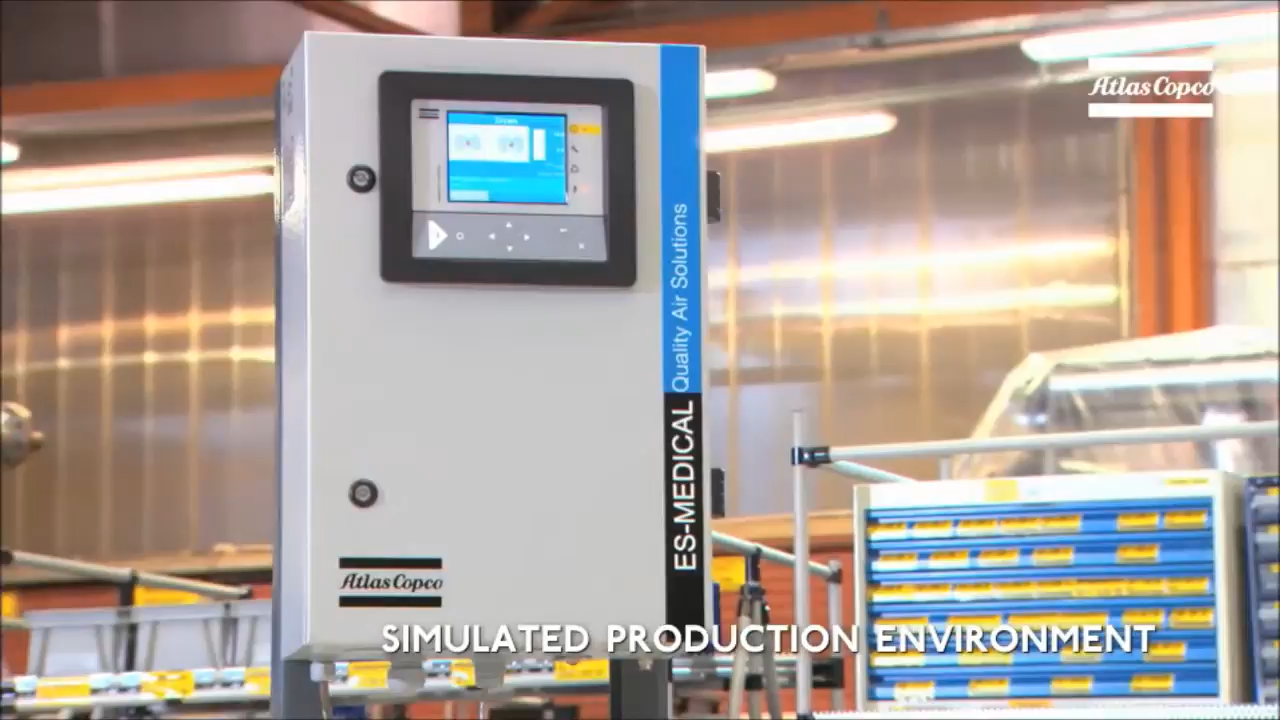 Atlas Copco
Quality Air Solutions
ES-MEDICAL
Atlas Copco
SIMULATED PRODUCTION ENVIRONMENT